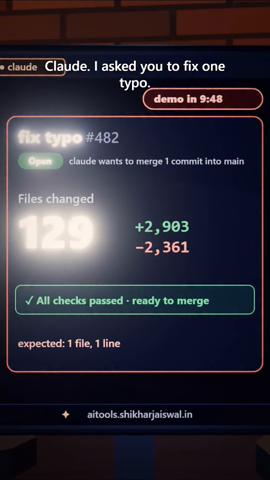 claude
Claude. I asked you to fix one
typo.
demo in 9:48
fix typo #482
Open claude wants to merge 1 commit into main
Files changed
129 +2,903
−2,361
✓ All checks passed · ready to merge
expected: 1 file, 1 line
aitools.shikharjaiswal.in